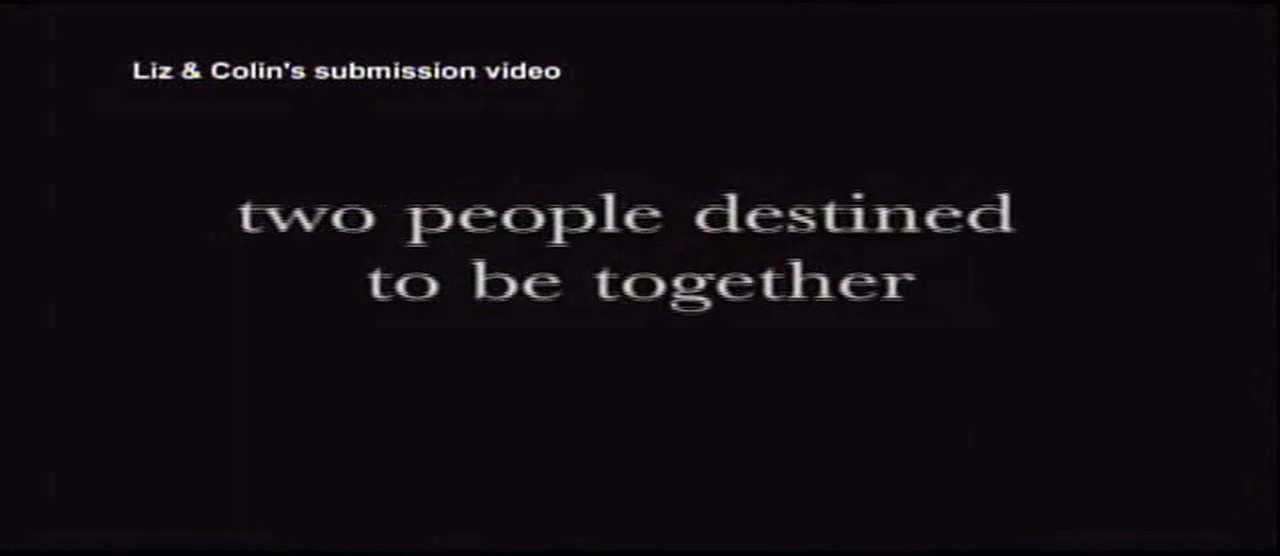 Liz & Colin's submission video
two people destined
to be together